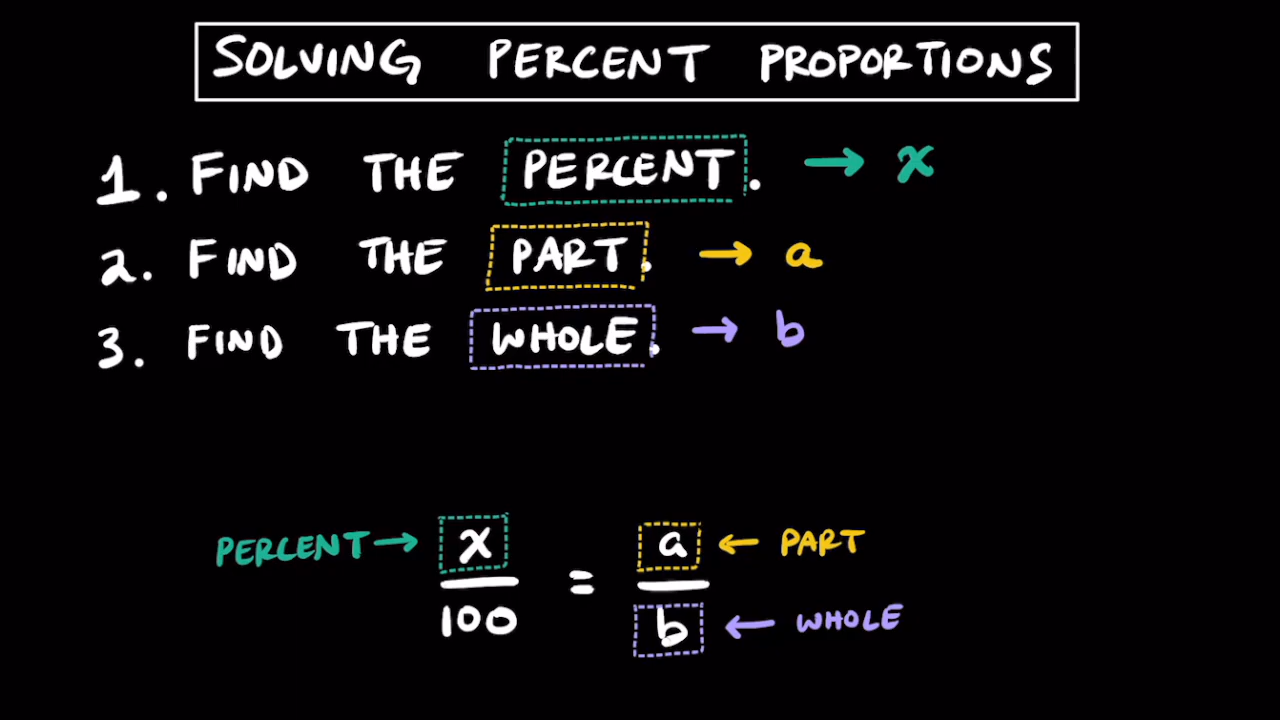 SOLVING PERCENT PROPORTIONS
1. FIND THE PERCENT. → x
2. FIND THE PART. → a
3. FIND THE WHOLE. → b
PERCENT → x = a ← PART
100 b ← WHOLE